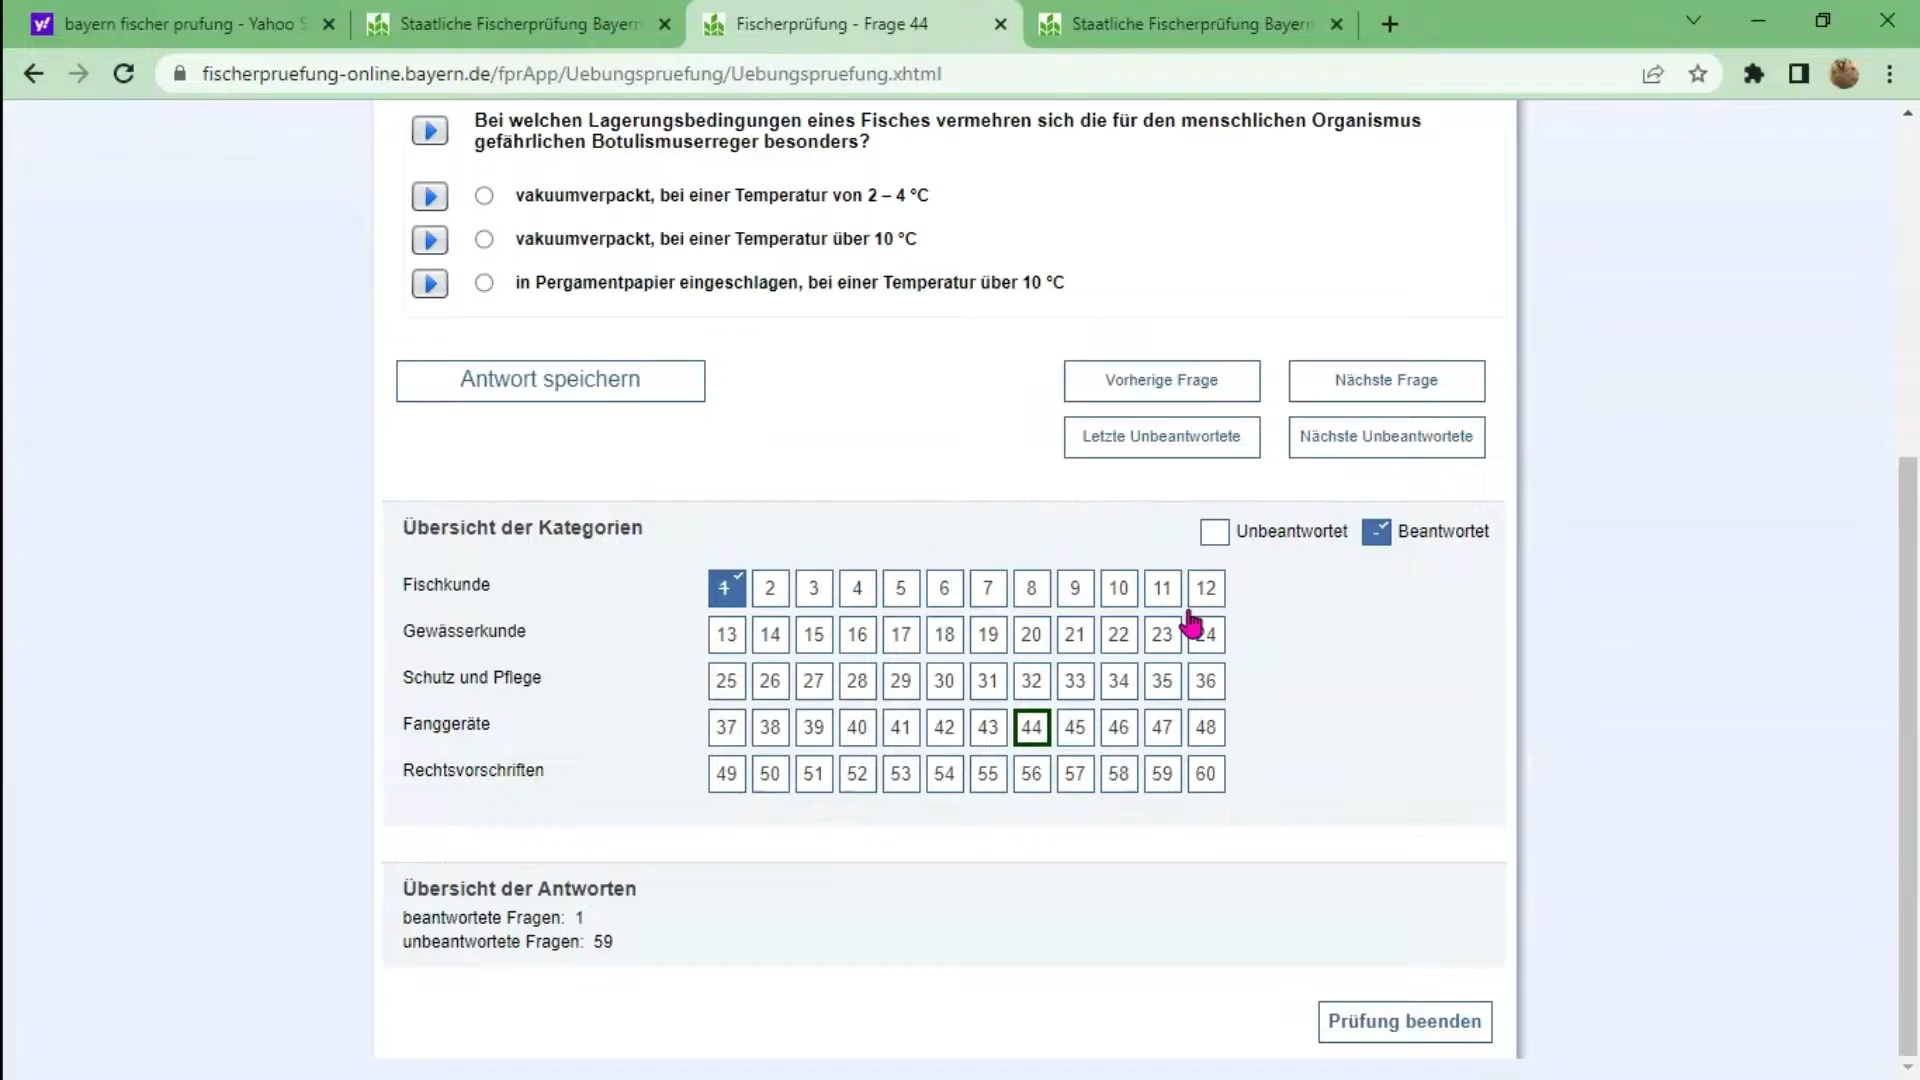 bayern fischer prufung - Yahoo S
Staatliche Fischerprüfung Bayern
Fischerprüfung - Frage 44
Staatliche Fischerprüfung Bayern
fischerpruefung-online.bayern.de/fprApp/Uebungspruefung/Uebungspruefung.xhtml
Bei welchen Lagerungsbedingungen eines Fisches vermehren sich die für den menschlichen Organismus
gefährlichen Botulismuserreger besonders?
vakuumverpackt, bei einer Temperatur von 2 – 4 °C
vakuumverpackt, bei einer Temperatur über 10 °C
in Pergamentpapier eingeschlagen, bei einer Temperatur über 10 °C
Antwort speichern
Vorherige Frage
Nächste Frage
Letzte Unbeantwortete
Nächste Unbeantwortete
Übersicht der Kategorien
Unbeantwortet
Beantwortet
Fischkunde 1 2 3 4 5 6 7 8 9 10 11 12
Gewässerkunde 13 14 15 16 17 18 19 20 21 22 23 24
Schutz und Pflege 25 26 27 28 29 30 31 32 33 34 35 36
Fanggeräte 37 38 39 40 41 42 43 44 45 46 47 48
Rechtsvorschriften 49 50 51 52 53 54 55 56 57 58 59 60
Übersicht der Antworten
beantwortete Fragen: 1
unbeantwortete Fragen: 59
Prüfung beenden